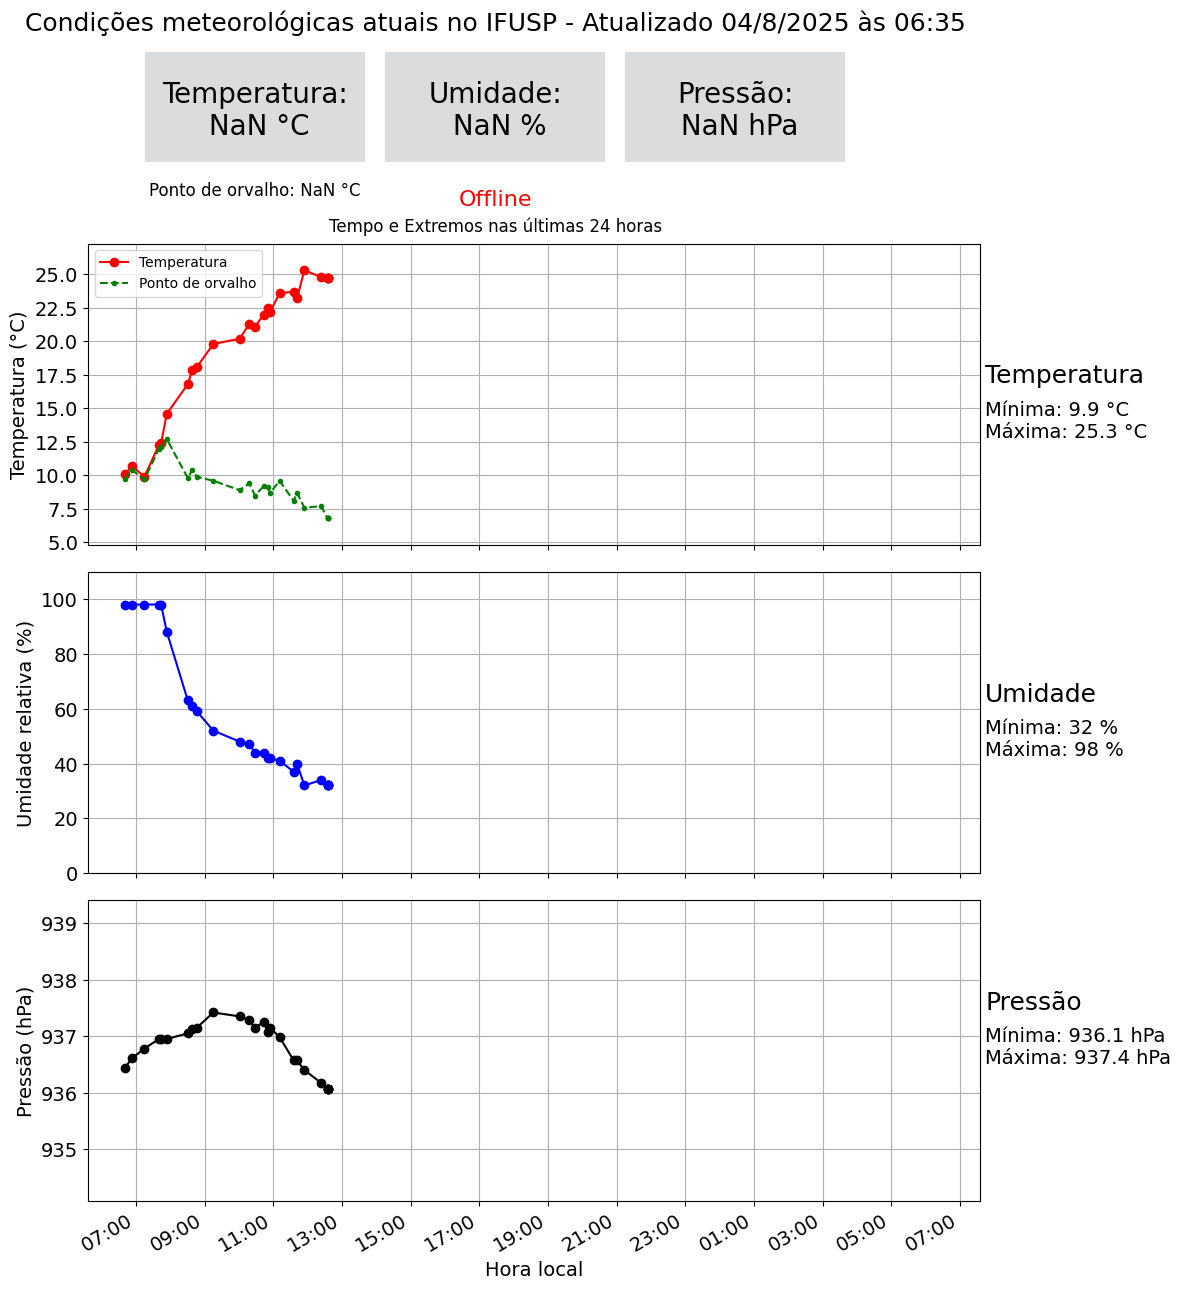 Condições meteorológicas atuais no IFUSP - Atualizado 04/8/2025 às 06:35
Temperatura:
NaN °C
Umidade:
NaN %
Pressão:
NaN hPa
Ponto de orvalho: NaN °C
Offline
Tempo e Extremos nas últimas 24 horas
Temperatura
Ponto de orvalho
Temperatura (°C)
25.0
22.5
20.0
17.5
15.0
12.5
10.0
7.5
5.0
Temperatura
Mínima: 9.9 °C
Máxima: 25.3 °C
Umidade relativa (%)
100
80
60
40
20
0
Umidade
Mínima: 32 %
Máxima: 98 %
Pressão (hPa)
939
938
937
936
935
Pressão
Mínima: 936.1 hPa
Máxima: 937.4 hPa
07:00 09:00 11:00 13:00 15:00 17:00 19:00 21:00 23:00 01:00 03:00 05:00 07:00
Hora local